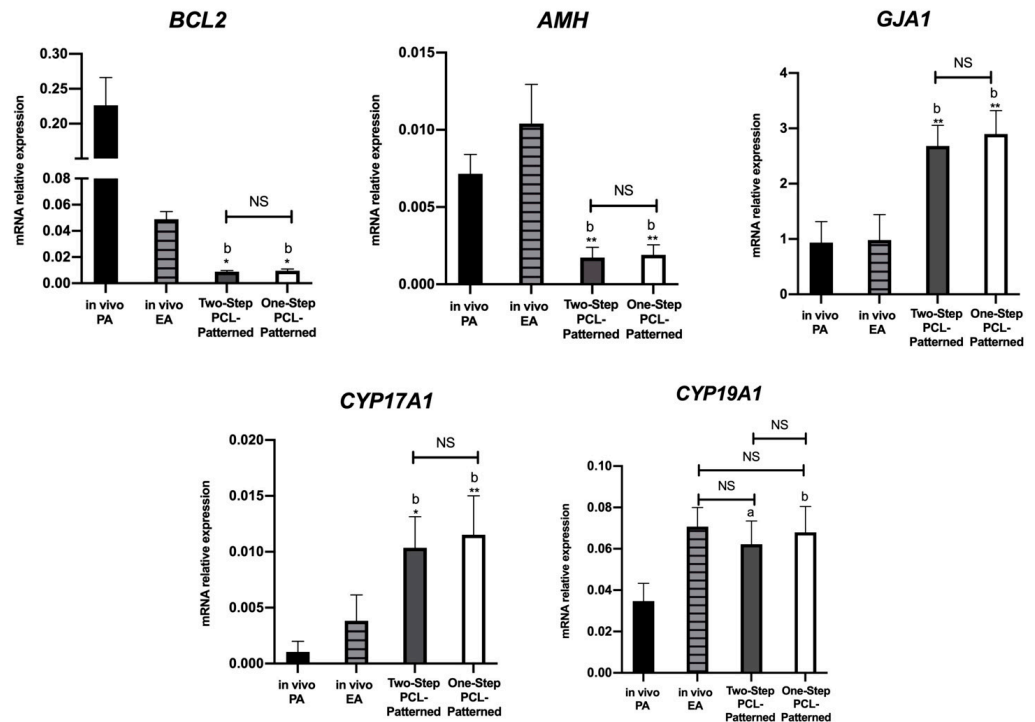 BCL2
mRNA relative expression
0.30
0.25
0.20
0.08
0.06
0.04
0.02
0.00
NS
b
*
b
*
in vivo
PA
in vivo
EA
Two-Step
PCL-
Patterned
One-Step
PCL-
Patterned
AMH
mRNA relative expression
0.015
0.010
0.005
0.000
NS
b
**
b
**
in vivo
PA
in vivo
EA
Two-Step
PCL-
Patterned
One-Step
PCL-
Patterned
GJA1
mRNA relative expression
4
3
2
1
0
NS
b
**
b
**
in vivo
PA
in vivo
EA
Two-Step
PCL-
Patterned
One-Step
PCL-
Patterned
CYP17A1
mRNA relative expression
0.020
0.015
0.010
0.005
0.000
NS
b
*
b
**
in vivo
PA
in vivo
EA
Two-Step
PCL-
Patterned
One-Step
PCL-
Patterned
CYP19A1
mRNA relative expression
0.10
0.08
0.06
0.04
0.02
0.00
NS
NS
NS
a
b
in vivo
PA
in vivo
EA
Two-Step
PCL-
Patterned
One-Step
PCL-
Patterned